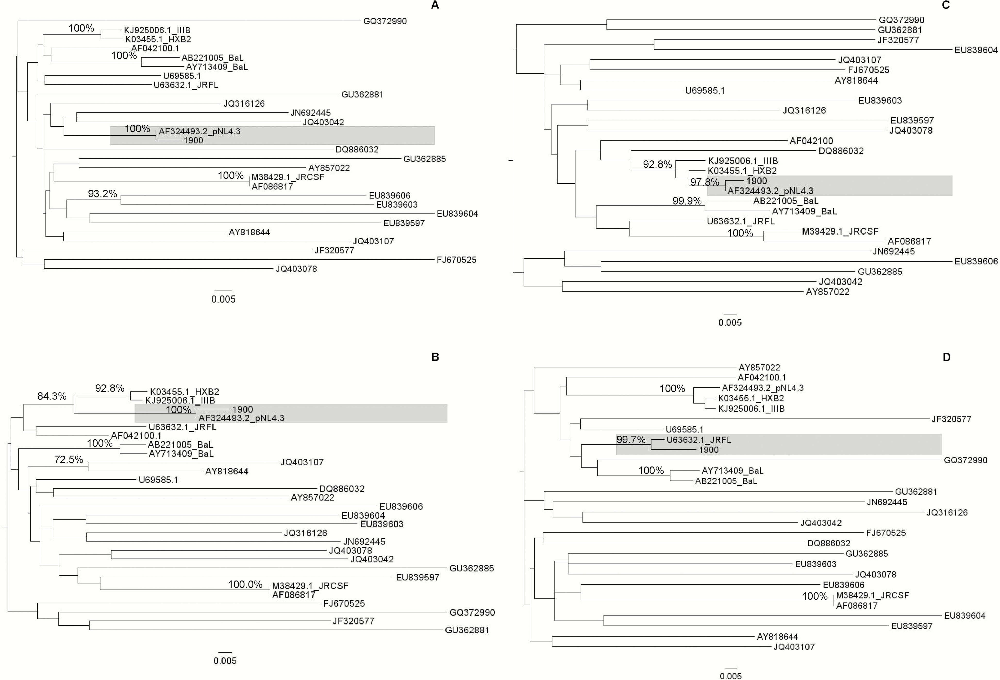 A
GQ372990
100%
KJ925006.1_IIIB
K03455.1_HXB2
AF042100.1
100%
AB221005_BaL
AY713409_BaL
U69585.1
U63632.1_JRFL
GU362881
JQ316126
JN692445
JQ403042
100%
AF324493.2_pNL4.3
1900
DQ886032
GU362885
AY857022
100%
M38429.1_JRCSF
AF086817
93.2%
EU839606
EU839603
EU839604
EU839597
AY818644
JQ403107
JF320577
FJ670525
JQ403078
0.005
C
GQ372990
GU362881
JF320577
EU839604
JQ403107
FJ670525
AY818644
U69585.1
EU839603
JQ316126
EU839597
JQ403078
AF042100
DQ886032
92.8%
KJ925006.1_IIIB
K03455.1_HXB2
97.8%
1900
AF324493.2_pNL4.3
99.9%
AB221005_BaL
AY713409_BaL
U63632.1_JRFL
100%
M38429.1_JRCSF
AF086817
JN692445
EU839606
GU362885
JQ403042
AY857022
0.005
B
84.3%
92.8%
K03455.1_HXB2
KJ925006.1_IIIB
100%
1900
AF324493.2_pNL4.3
U63632.1_JRFL
AF042100.1
100%
AB221005_BaL
AY713409_BaL
72.5%
JQ403107
AY818644
U69585.1
DQ886032
AY857022
EU839606
EU839604
EU839603
JQ316126
JN692445
JQ403078
JQ403042
GU362885
EU839597
100.0%
M38429.1_JRCSF
AF086817
FJ670525
GQ372990
JF320577
GU362881
0.005
D
AY857022
AF042100.1
100%
AF324493.2_pNL4.3
K03455.1_HXB2
KJ925006.1_IIIB
JF320577
U69585.1
99.7%
U63632.1_JRFL
1900
GQ372990
100%
AY713409_BaL
AB221005_BaL
GU362881
JN692445
JQ316126
JQ403042
FJ670525
DQ886032
GU362885
EU839603
JQ403078
EU839606
100%
M38429.1_JRCSF
AF086817
EU839604
EU839597
AY818644
JQ403107
0.005